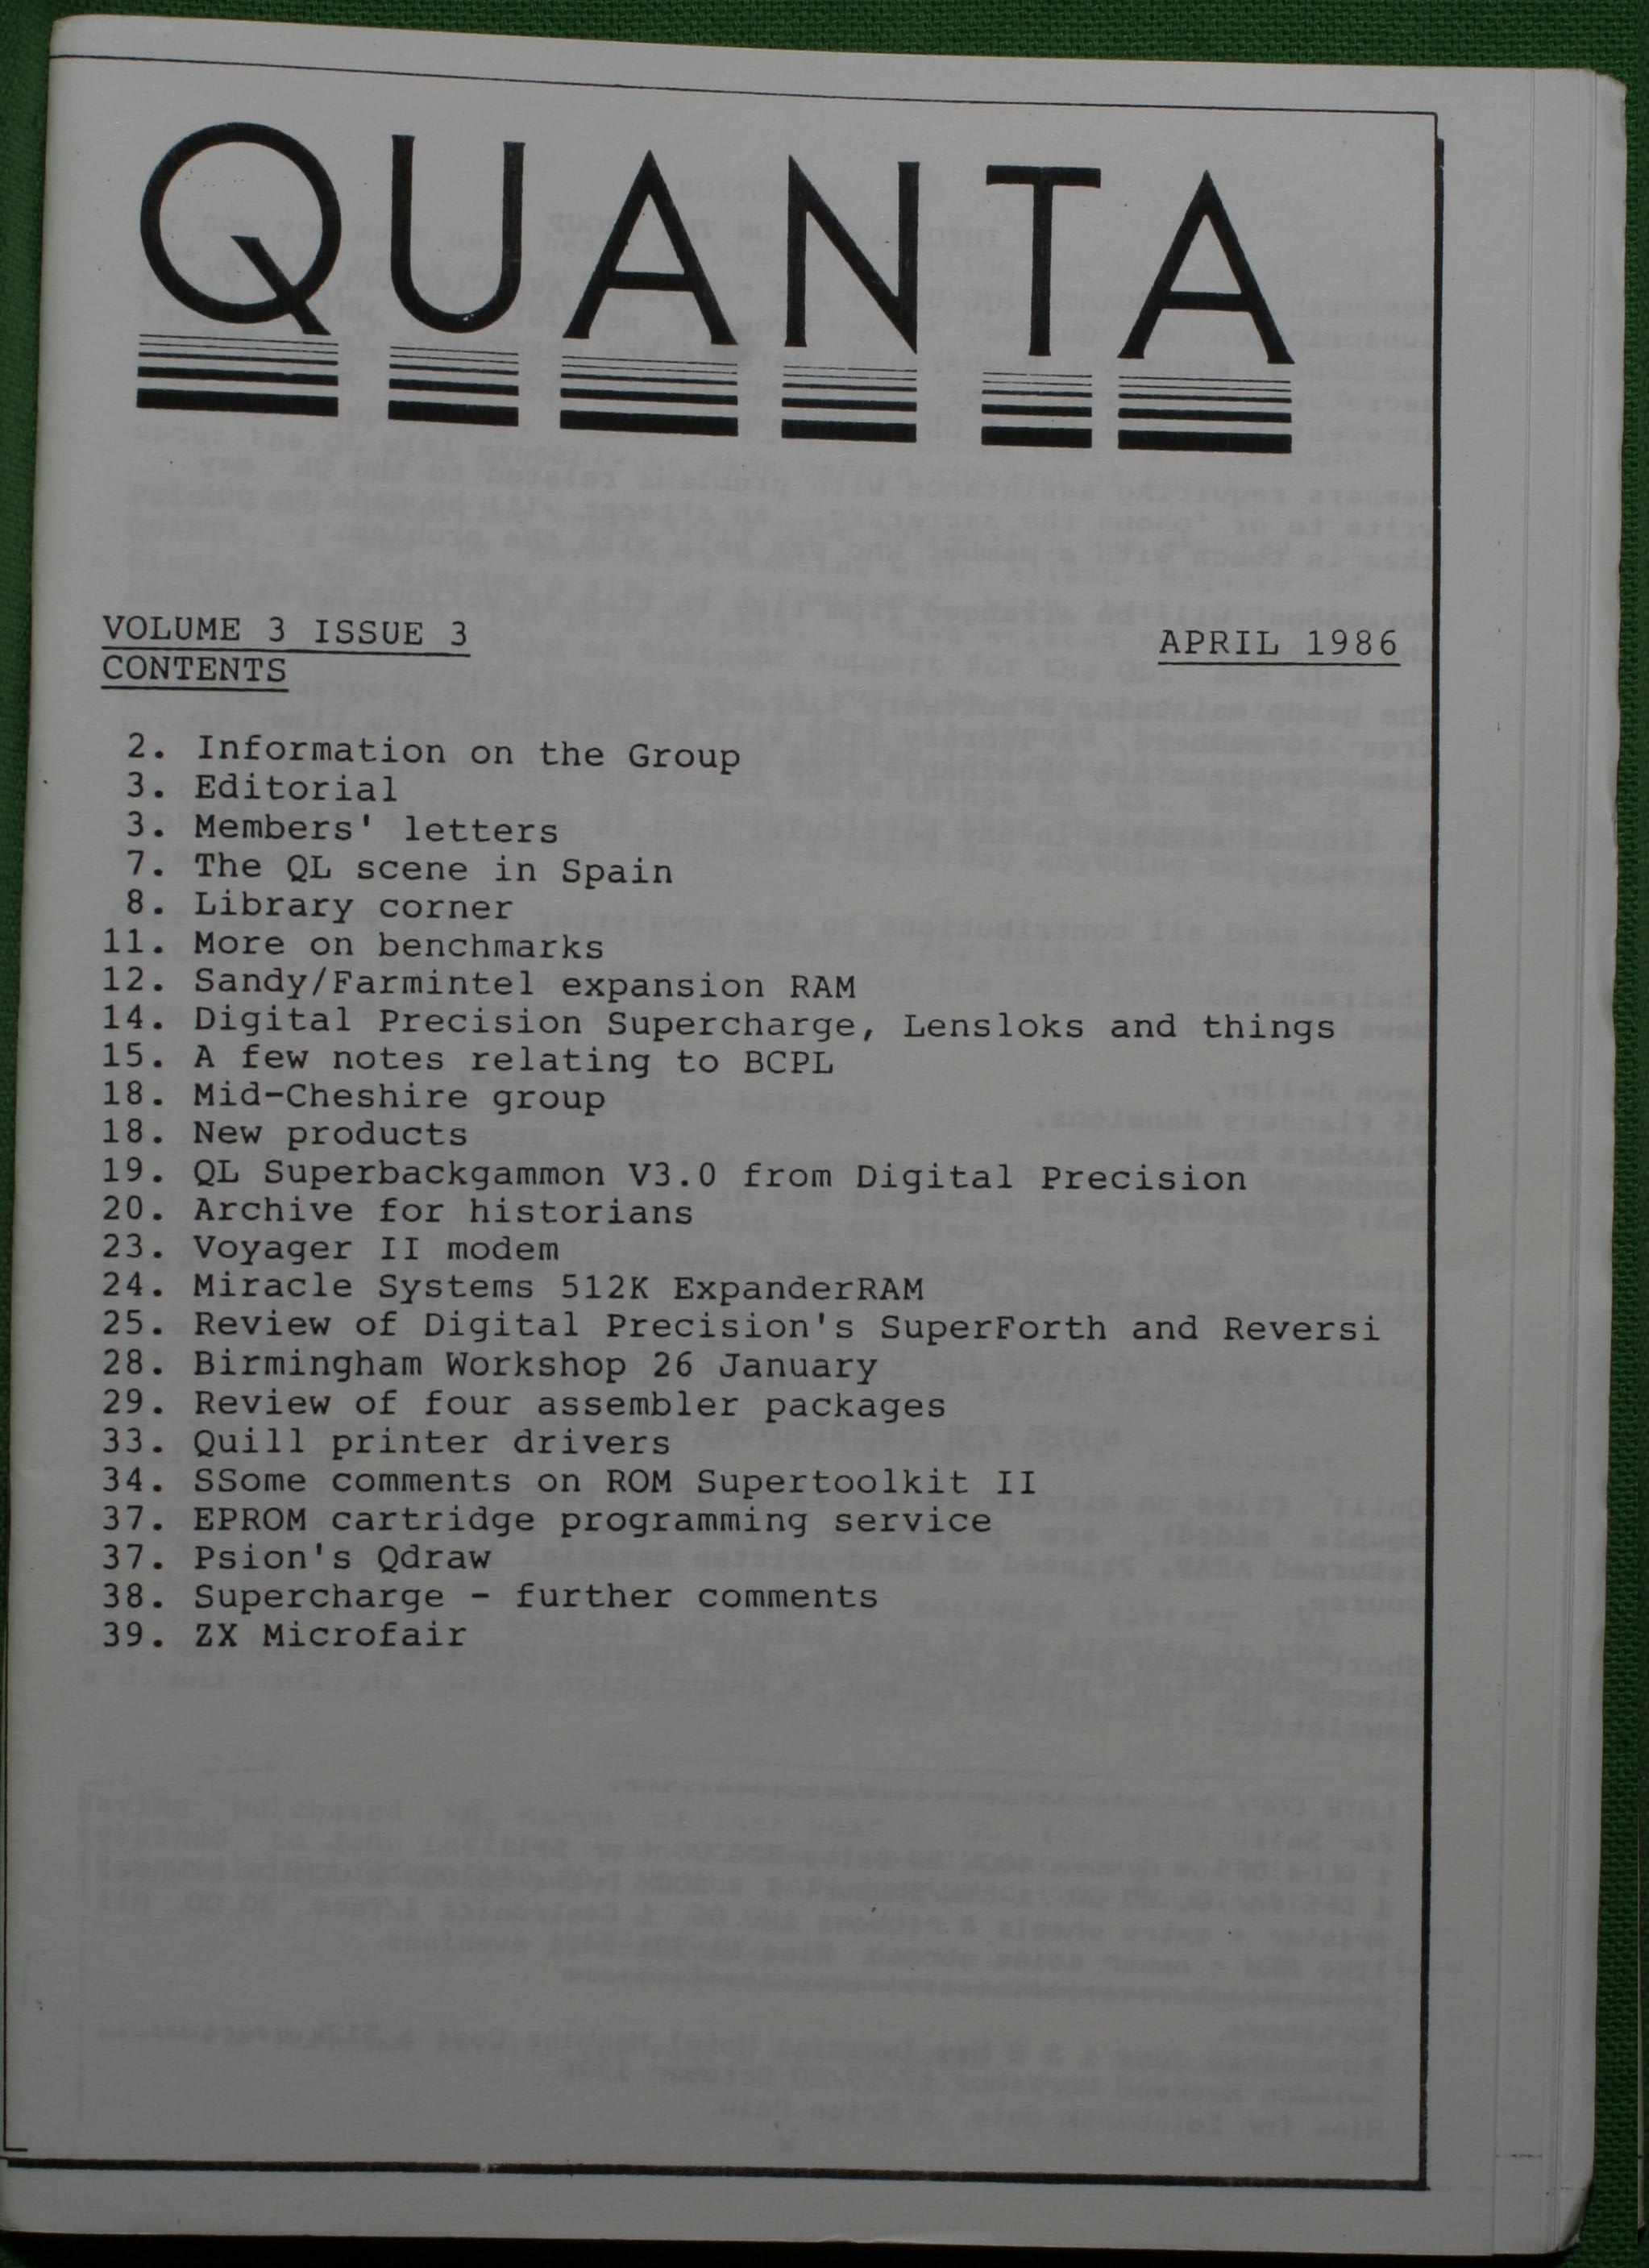 QUANTA
VOLUME 3 ISSUE 3 APRIL 1986
CONTENTS
2. Information on the Group
3. Editorial
3. Members' letters
7. The QL scene in Spain
8. Library corner
11. More on benchmarks
12. Sandy/Farmintel expansion RAM
14. Digital Precision Supercharge, Lensloks and things
15. A few notes relating to BCPL
18. Mid-Cheshire group
18. New products
19. QL Superbackgammon V3.0 from Digital Precision
20. Archive for historians
23. Voyager II modem
24. Miracle Systems 512K ExpanderRAM
25. Review of Digital Precision's SuperForth and Reversi
28. Birmingham Workshop 26 January
29. Review of four assembler packages
33. Quill printer drivers
34. SSome comments on ROM Supertoolkit II
37. EPROM cartridge programming service
37. Psion's Qdraw
38. Supercharge - further comments
39. ZX Microfair